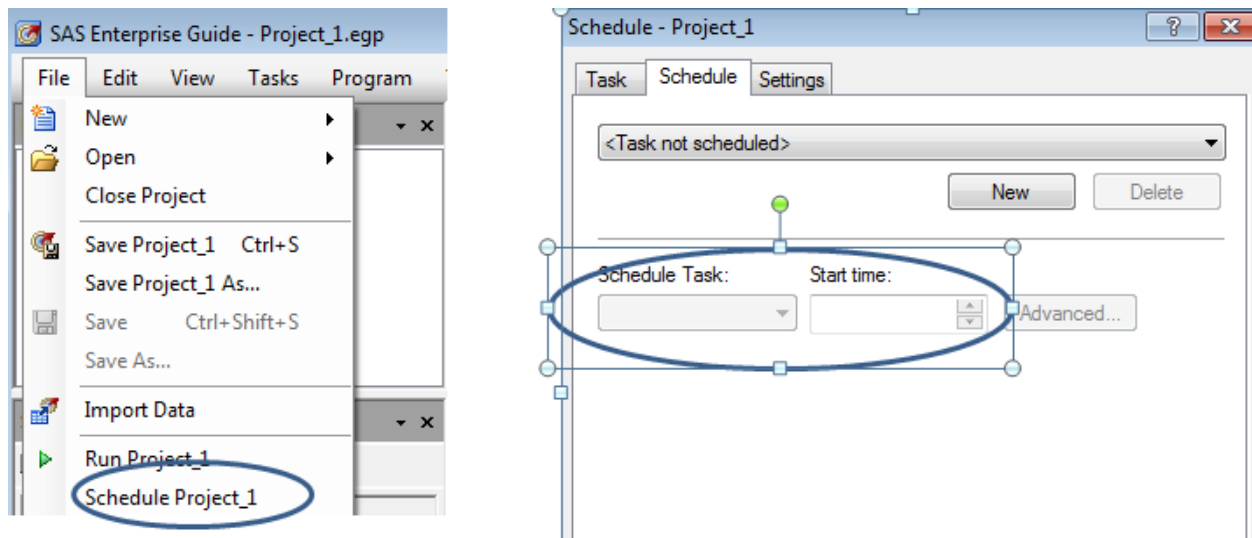 SAS Enterprise Guide - Project_1.egp
File Edit View Tasks Program
New
Open
Close Project
Save Project_1 Ctrl+S
Save Project_1 As...
Save Ctrl+Shift+S
Save As...
Import Data
Run Project_1
Schedule Project_1
Schedule - Project_1
Task Schedule Settings
<Task not scheduled>
New Delete
Schedule Task: Start time:
Advanced...